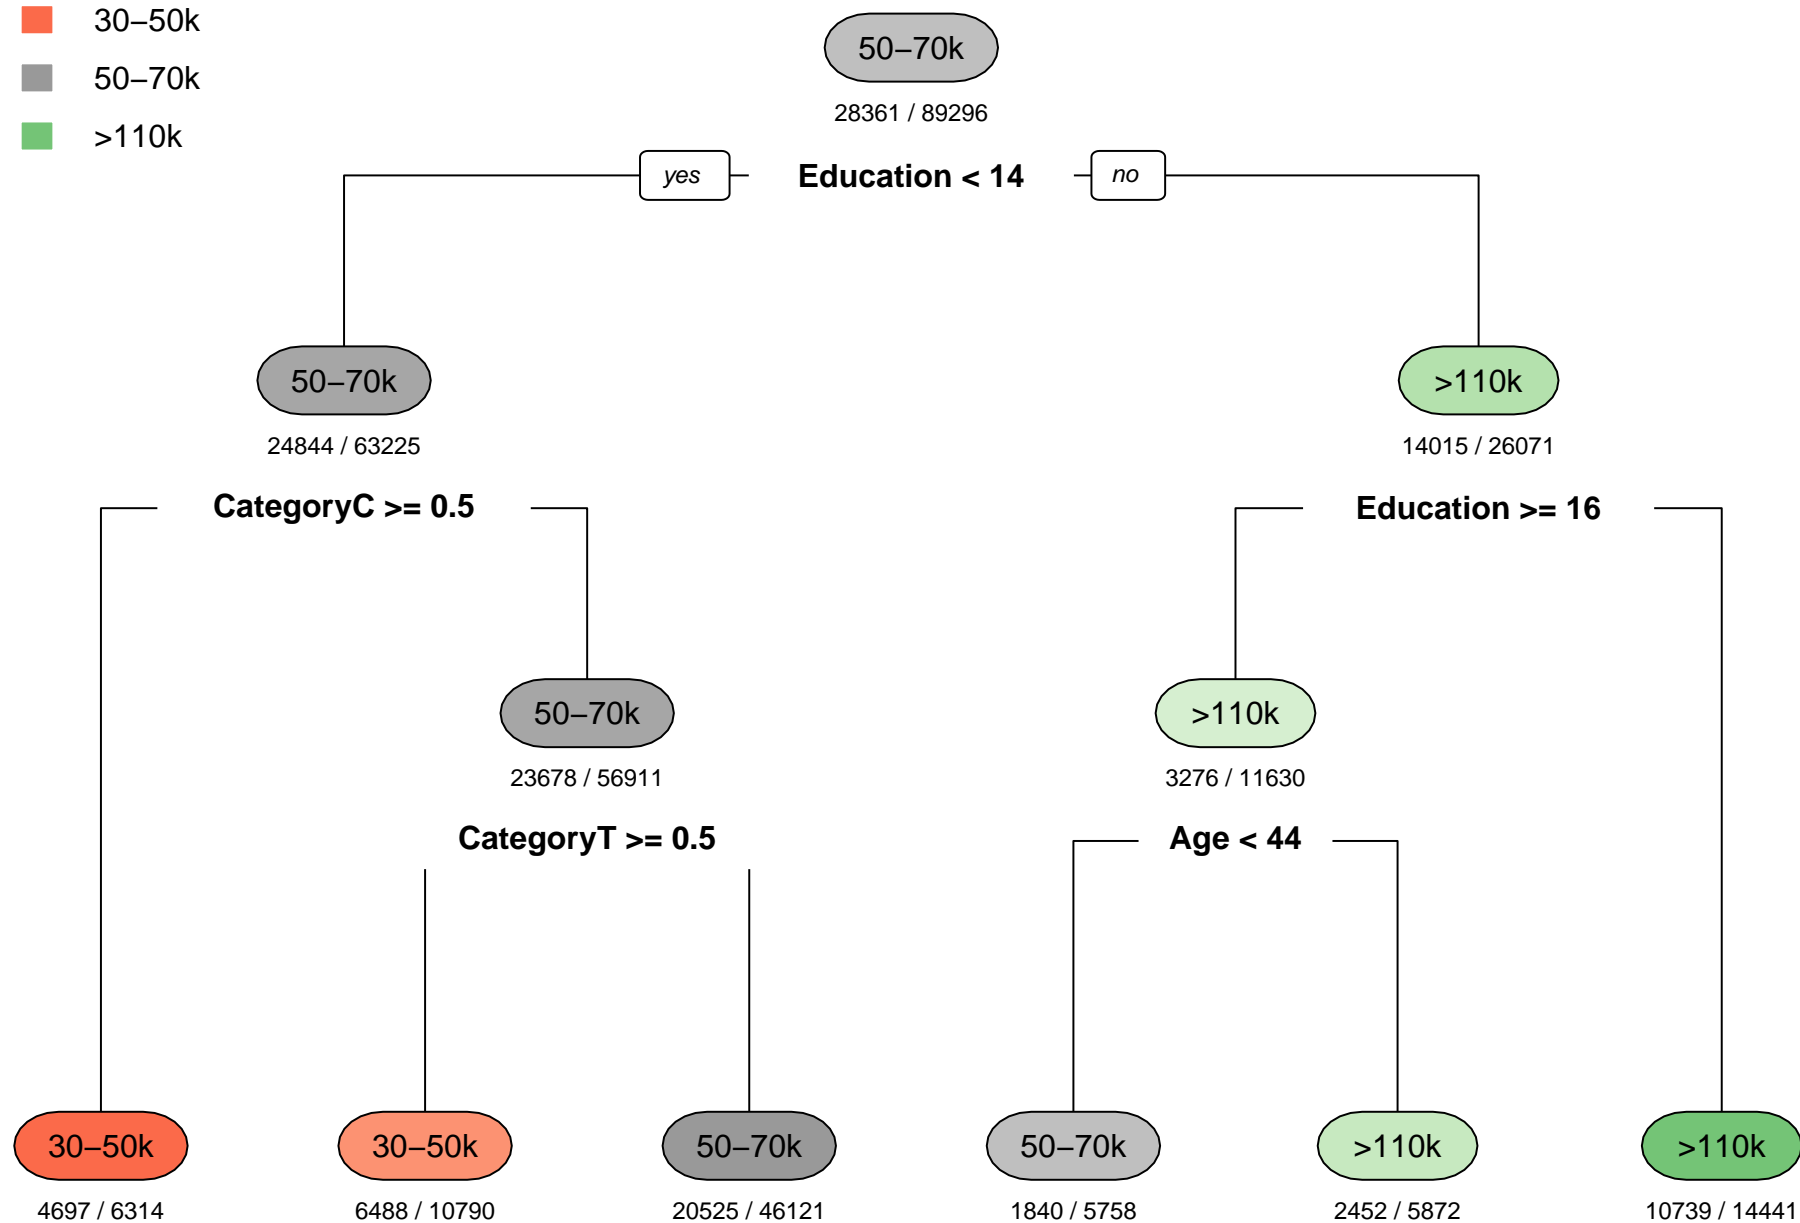 30–50k
50–70k
>110k
50–70k
28361 / 89296
yes
Education < 14
no
50–70k
24844 / 63225
>110k
14015 / 26071
CategoryC >= 0.5
Education >= 16
50–70k
23678 / 56911
>110k
3276 / 11630
CategoryT >= 0.5
Age < 44
30–50k
4697 / 6314
30–50k
6488 / 10790
50–70k
20525 / 46121
50–70k
1840 / 5758
>110k
2452 / 5872
>110k
10739 / 14441